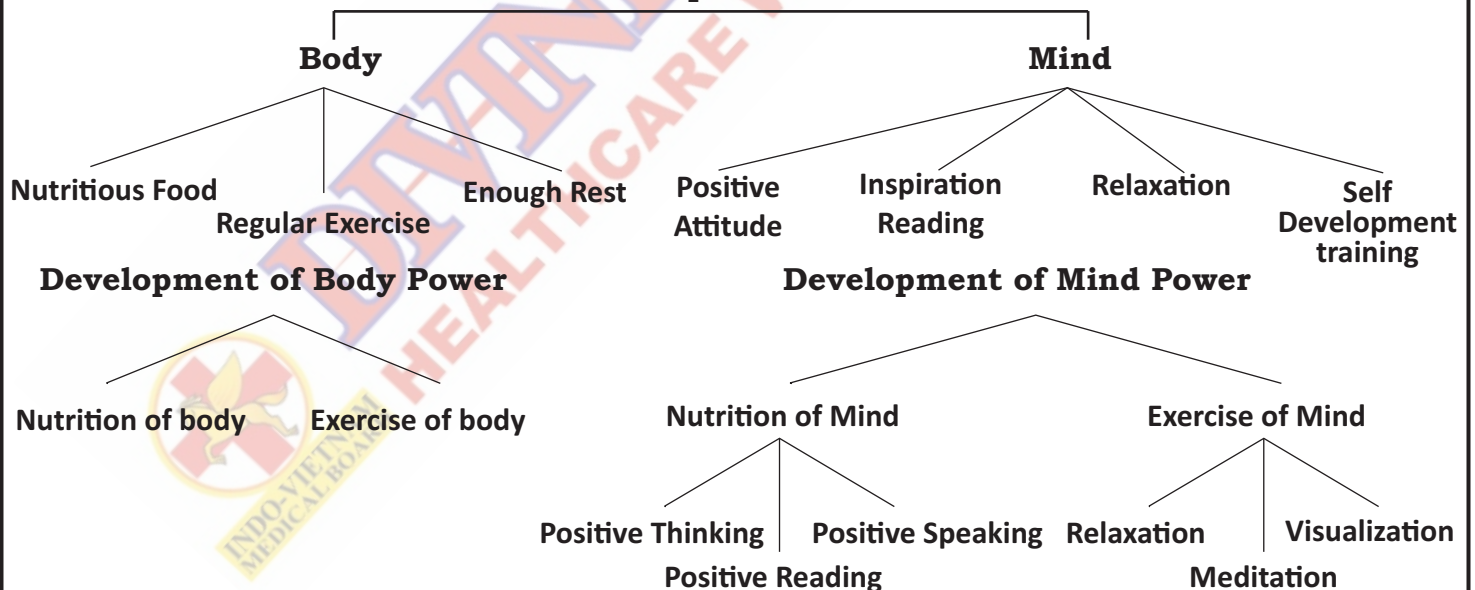 Body
Mind
Nutritious Food
Regular Exercise
Enough Rest
Positive
Attitude
Inspiration
Reading
Relaxation
Self
Development
training
Development of Body Power
Development of Mind Power
Nutrition of body
Exercise of body
Nutrition of Mind
Exercise of Mind
Positive Thinking
Positive Reading
Positive Speaking
Relaxation
Meditation
Visualization
HEALTHCARE
INDO-VIETNAM
MEDICAL BOARD